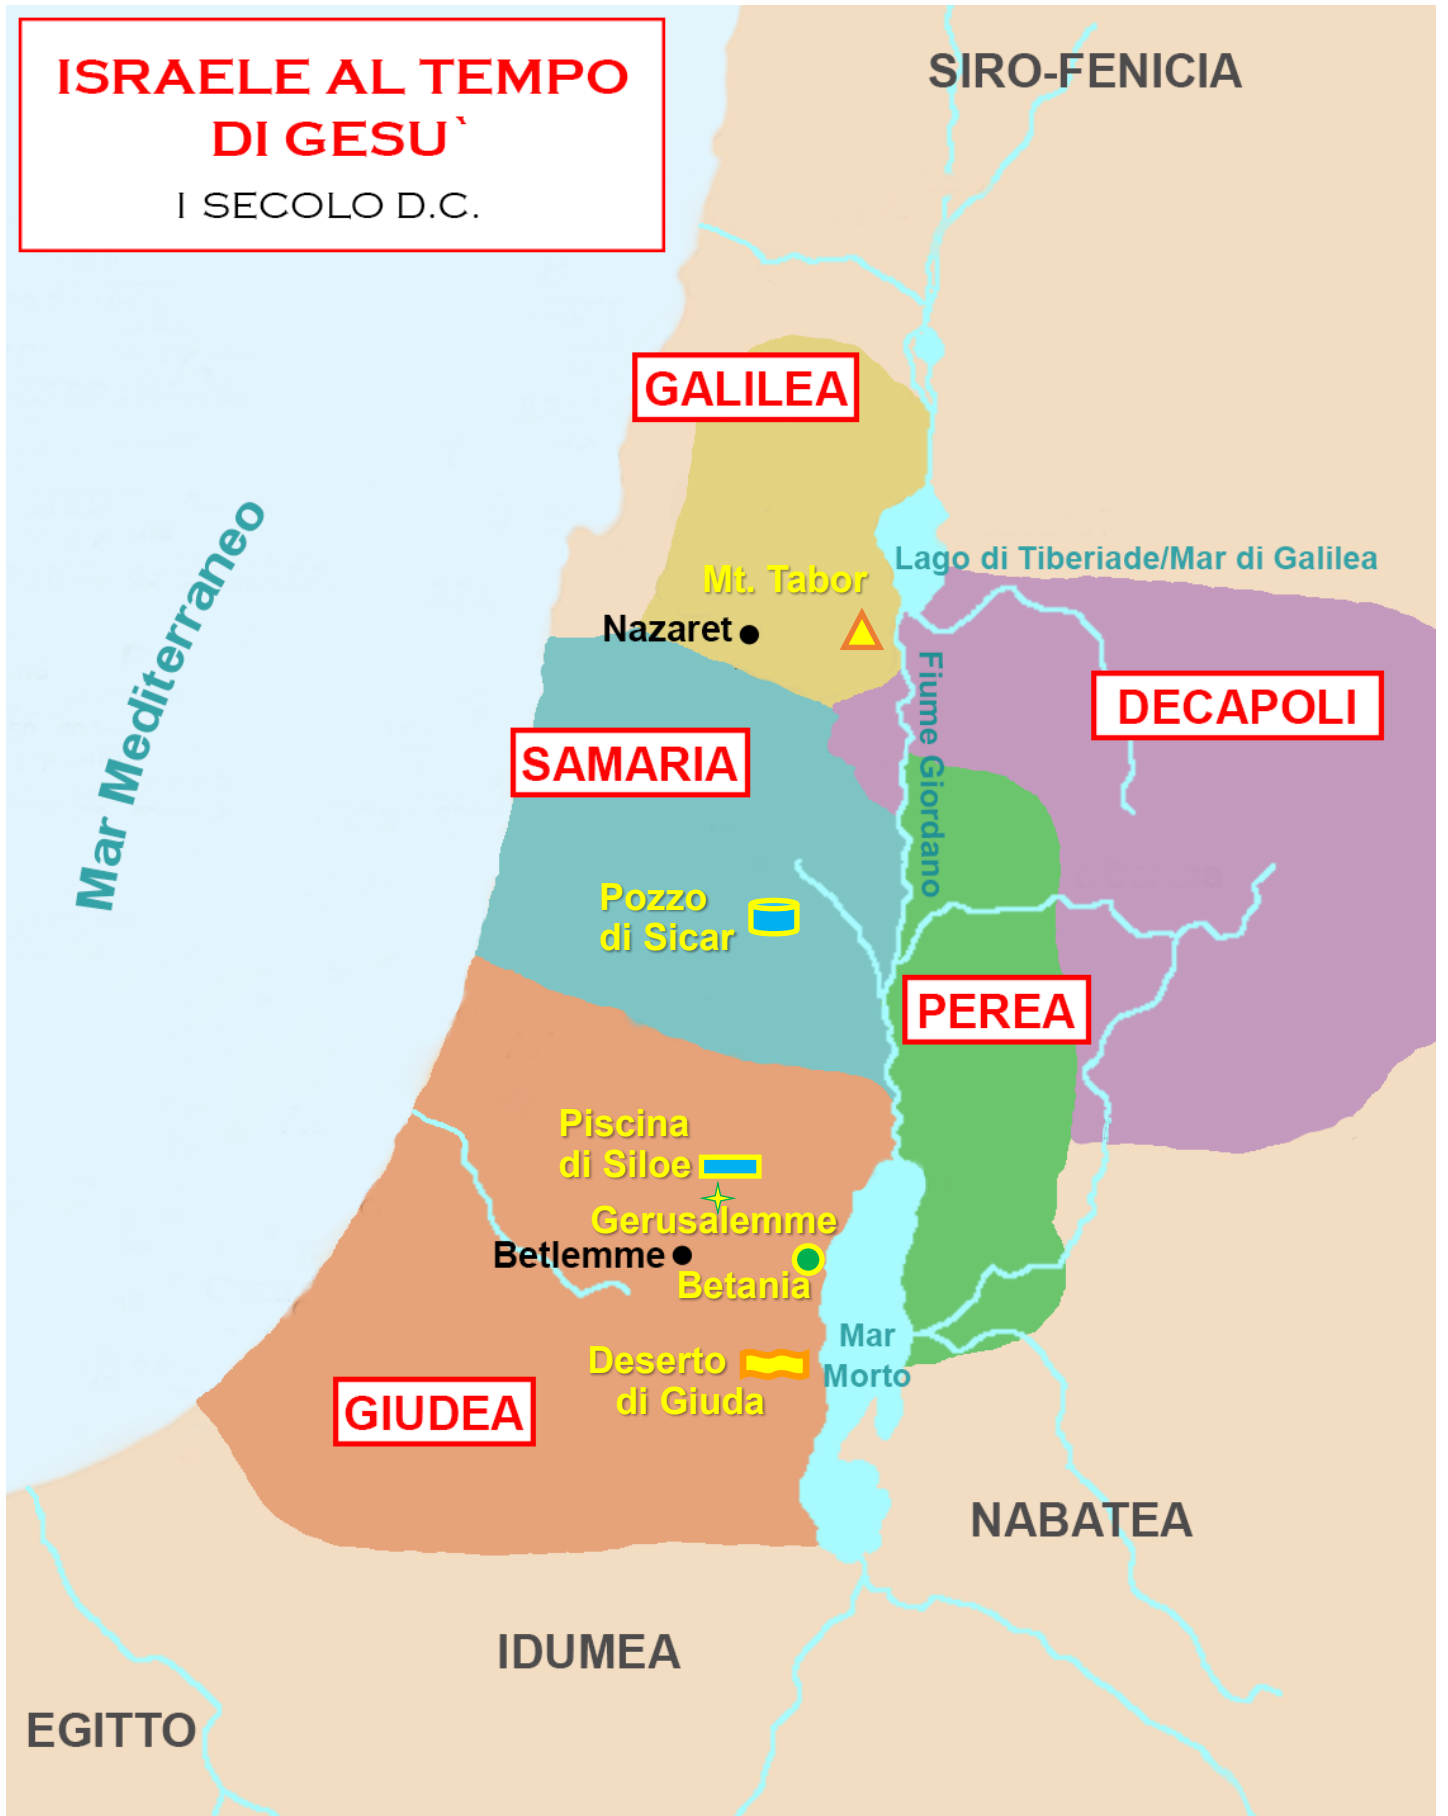 ISRAELE AL TEMPO
DI GESU`
I SECOLO D.C.
SIRO-FENICIA
GALILEA
Mar Mediterraneo
Lago di Tiberiade/Mar di Galilea
Mt. Tabor
Nazaret
Fiume Giordano
DECAPOLI
SAMARIA
Pozzo
di Sicar
PEREA
Piscina
di Siloe
Gerusalemme
Betlemme
Betania
Mar
Morto
Deserto
di Giuda
GIUDEA
NABATEA
IDUMEA
EGITTO